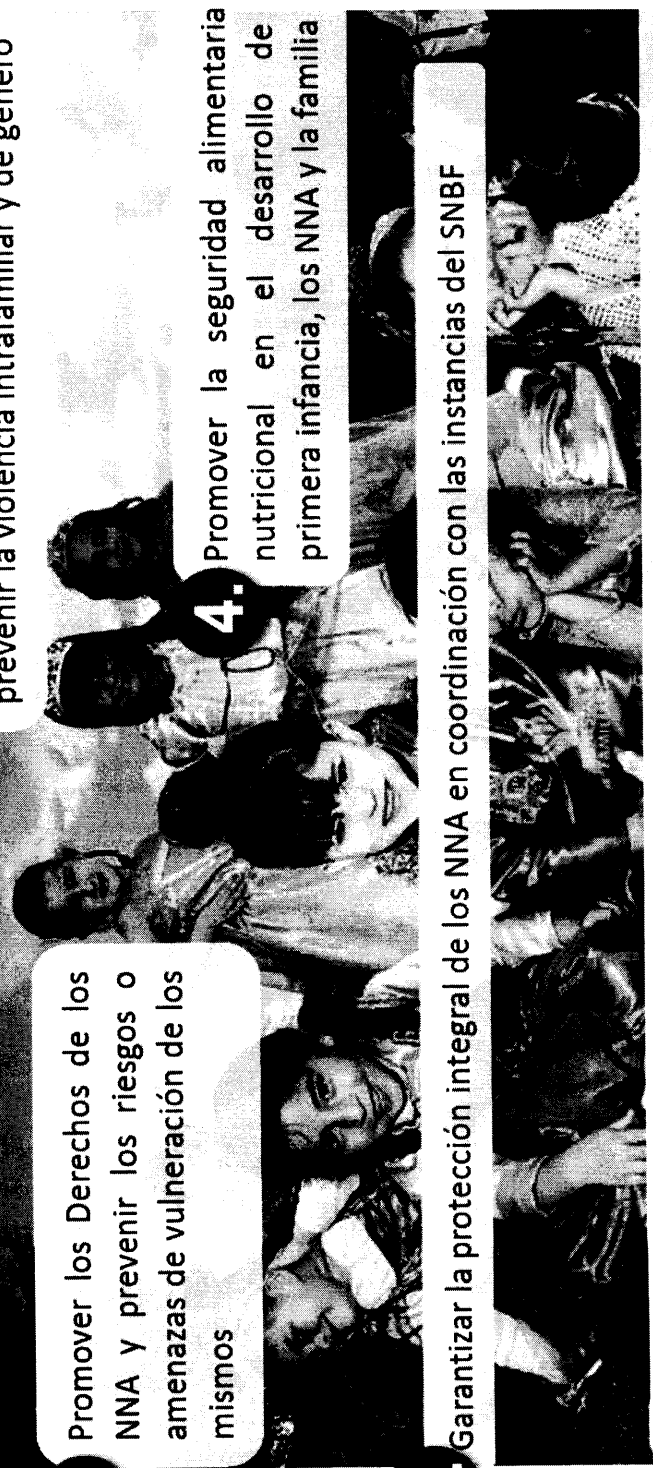 prevenir la violencia intrafamiliar y de género
Promover los Derechos de los
NNA y prevenir los riesgos o
amenazas de vulneración de los
mismos
4.
Promover la seguridad alimentaria
nutricional en el desarrollo de
primera infancia, los NNA y la familia
Garantizar la protección integral de los NNA en coordinación con las instancias del SNBF